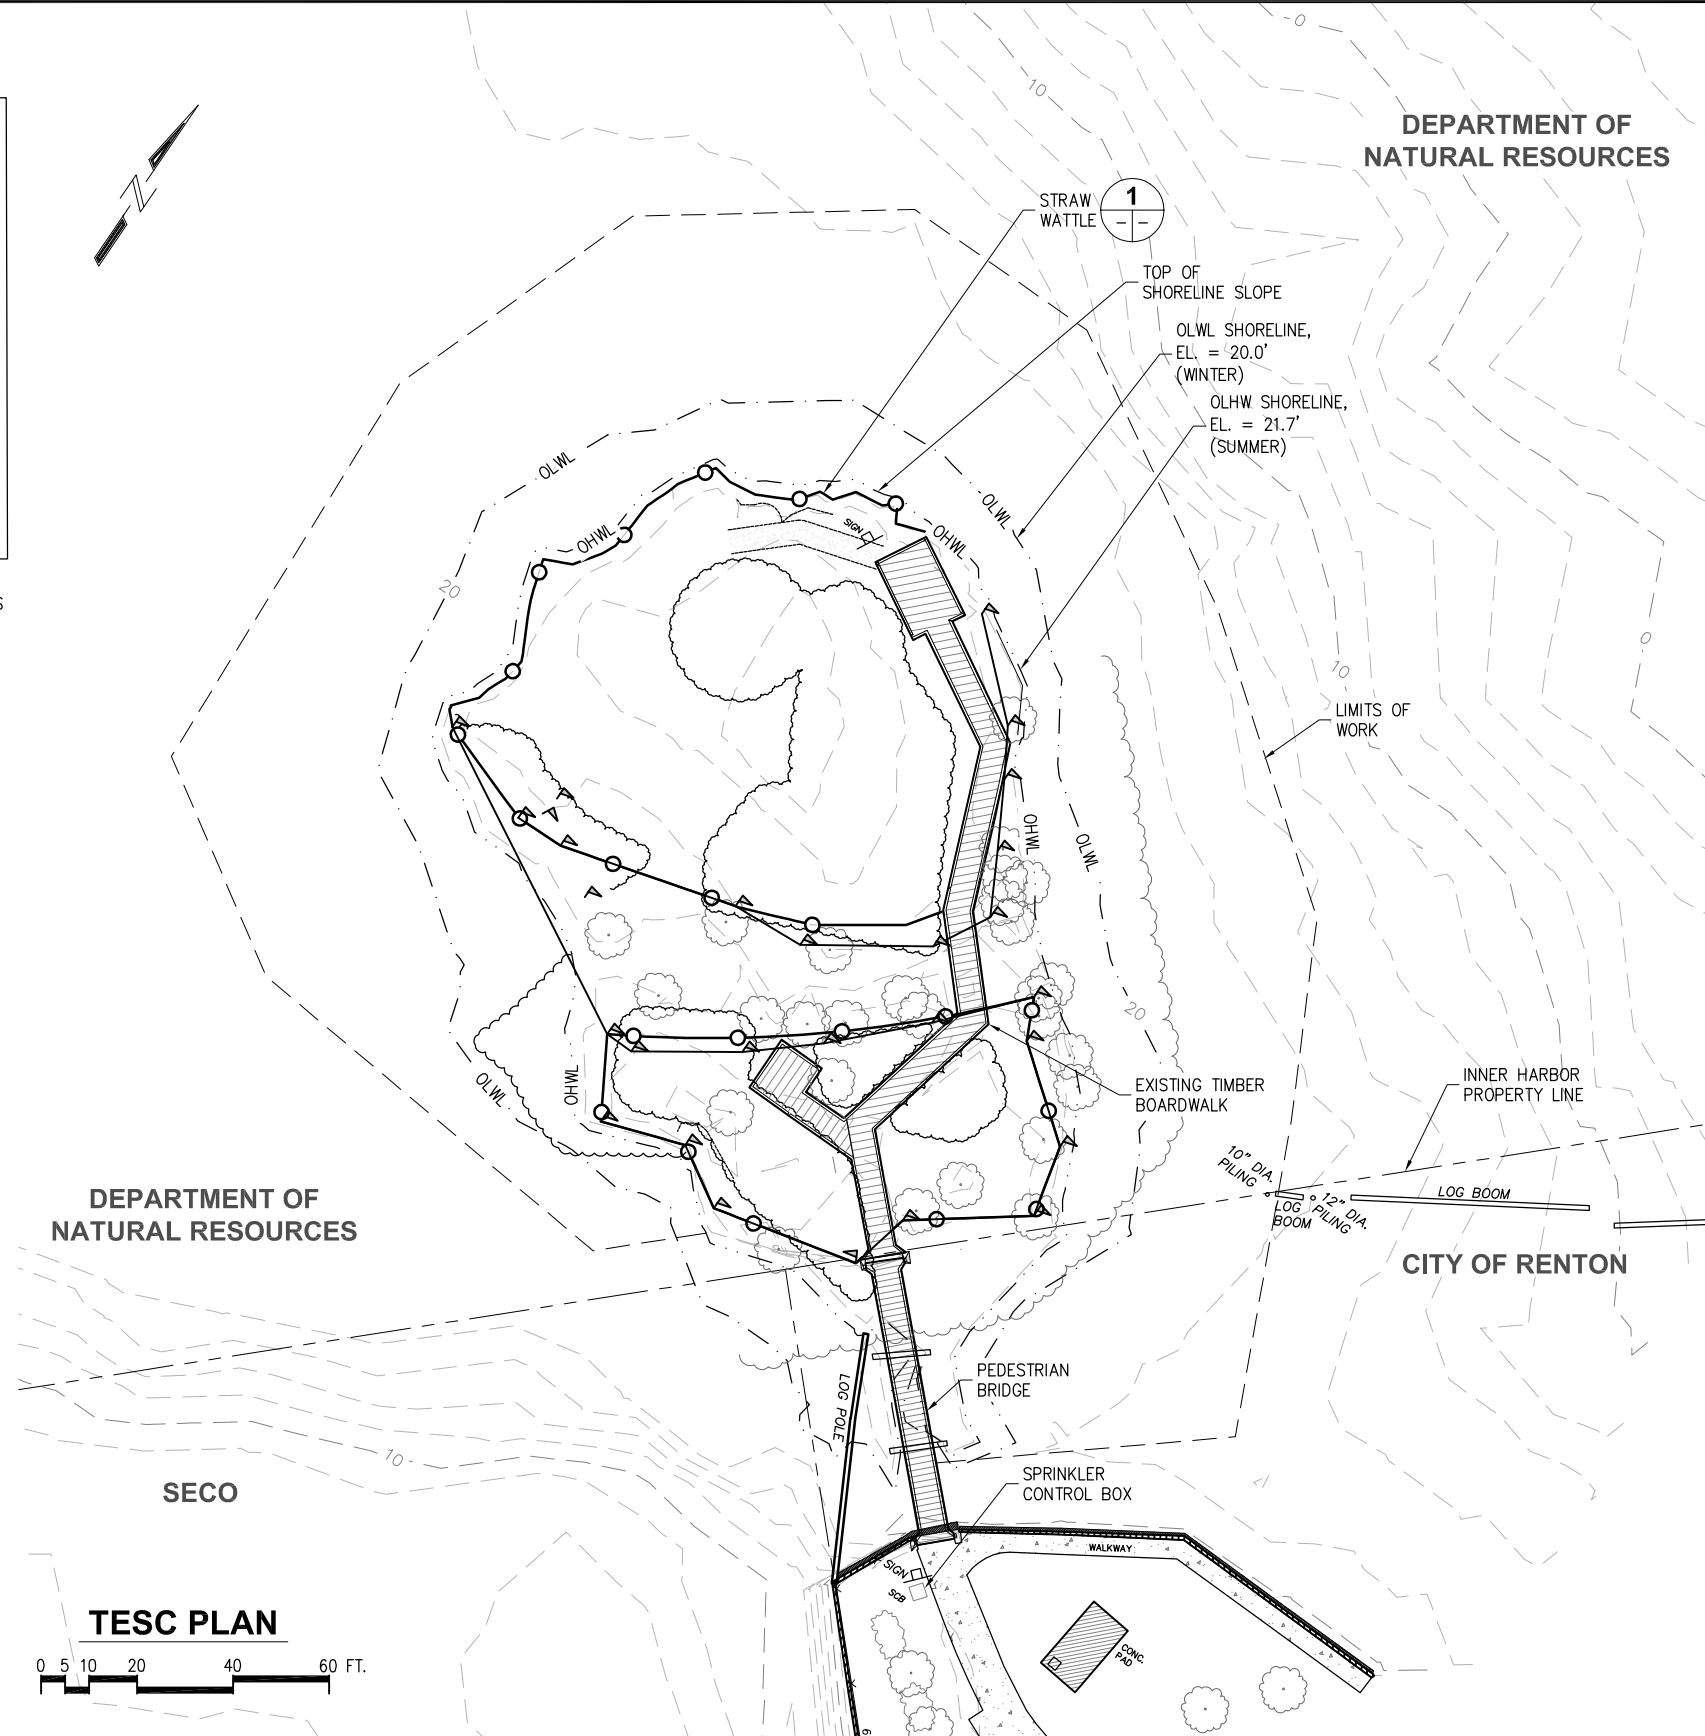 0
10
DEPARTMENT OF
NATURAL RESOURCES
N
STRAW
WATTLE
1
TOP OF
SHORELINE SLOPE
OLWL SHORELINE,
EL. = 20.0'
(WINTER)
OLHW SHORELINE,
EL. = 21.7'
(SUMMER)
OLWL
OLWL
OHWL
OHWL
SIGN
20
S
0
10
LIMITS OF
WORK
OHWL
OLWL
20
EXISTING TIMBER
BOARDWALK
INNER HARBOR
PROPERTY LINE
OLWL
OHWL
10" DIA.
PILING
LOG
BOOM
12" DIA.
PILING
LOG BOOM
DEPARTMENT OF
NATURAL RESOURCES
CITY OF RENTON
PEDESTRIAN
BRIDGE
LOG POLE
10
SECO
SPRINKLER
CONTROL BOX
WALKWAY
SIGN
SCB
CONC.
PAD
TESC PLAN
0 5 10 20 40 60 FT.